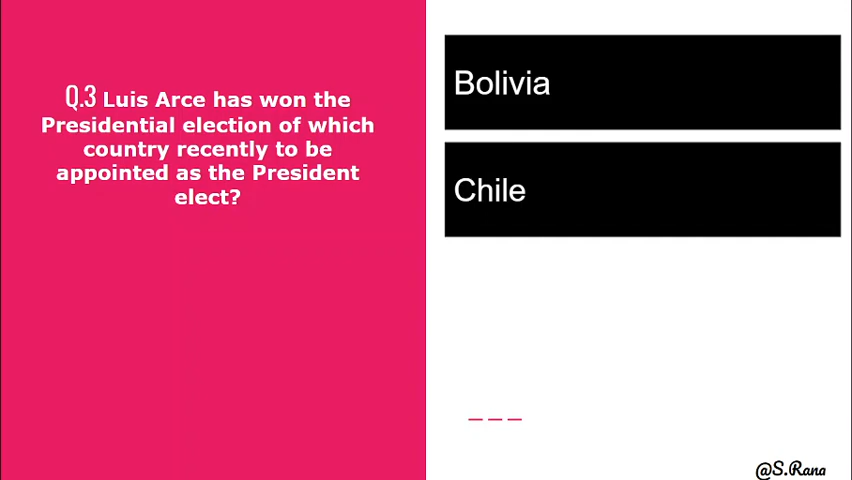 Q.3 Luis Arce has won the
Presidential election of which
country recently to be
appointed as the President
elect?
Bolivia
Chile
@S.Rana